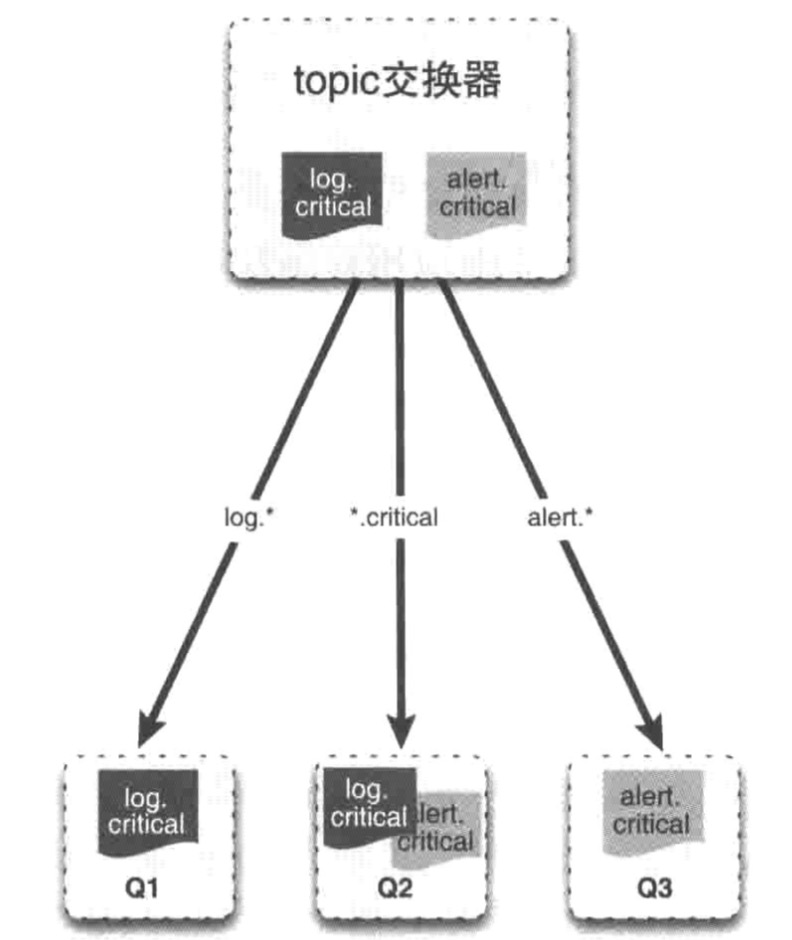 topic交换器
log.
critical
alert.
critical
log.*
*.critical
alert.*
log.
critical
Q1
log.
critical
lert.
critical
Q2
alert.
critical
Q3